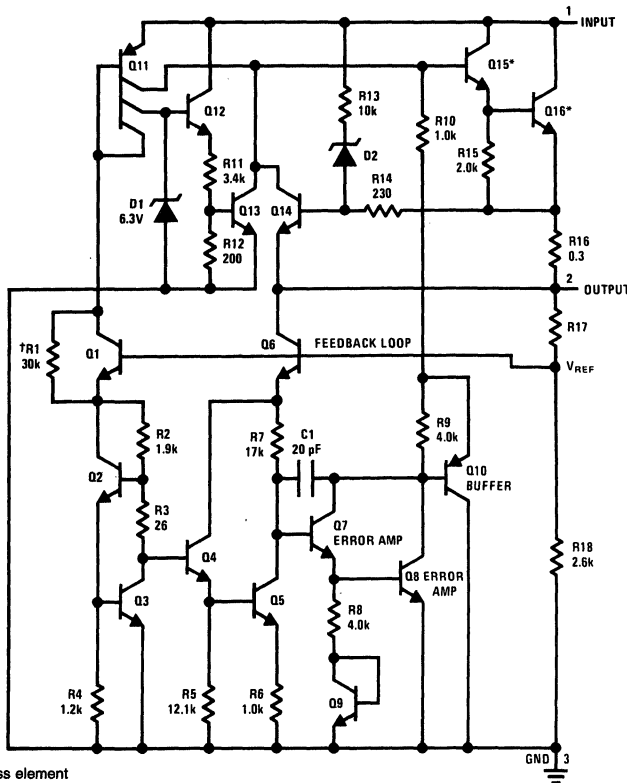 1
INPUT
Q11
Q15*
Q12
Q16*
R13
10k
R10
1.0k
D2
R15
2.0k
R11
3.4k
R14
230
D1
6.3V
Q13
Q14
R12
200
R16
0.3
2
OUTPUT
†R1
30k
Q1
Q6
FEEDBACK LOOP
R17
VREF
R2
1.9k
R7
17k
C1
20 pF
R9
4.0k
Q2
Q10
BUFFER
R3
26
Q7
ERROR AMP
Q4
Q8 ERROR
AMP
R18
2.6k
Q3
Q5
R8
4.0k
R4
1.2k
R5
12.1k
R6
1.0k
Q9
GND
3
ss element